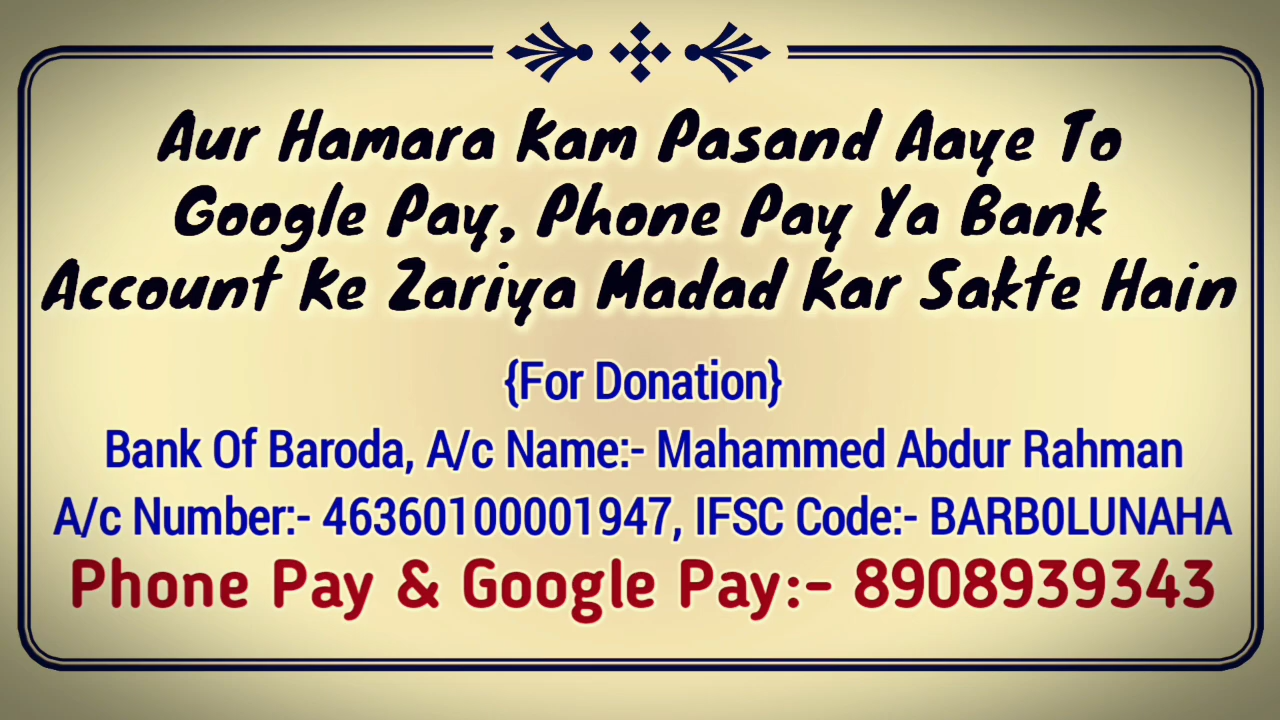 Aur Hamara Kam Pasand Aaye To
Google Pay, Phone Pay Ya Bank
Account Ke Zariya Madad Kar Sakte Hain
{For Donation}
Bank Of Baroda, A/c Name:- Mahammed Abdur Rahman
A/c Number:- 46360100001947, IFSC Code:- BARB0LUNAHA
Phone Pay & Google Pay:- 8908939343